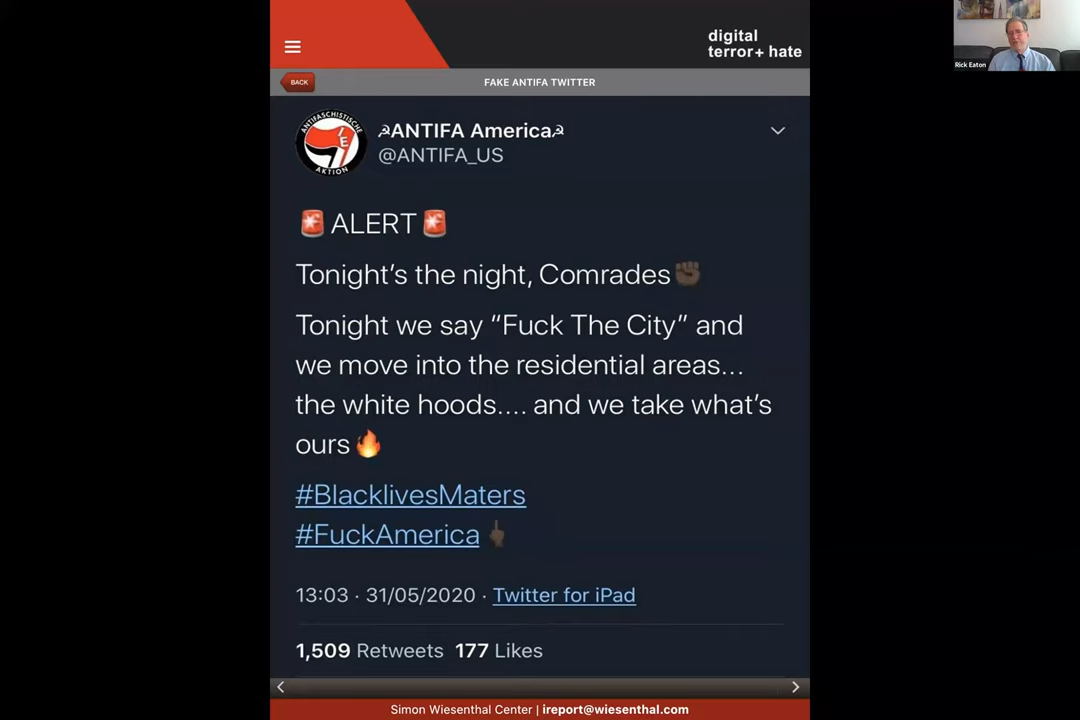 digital
terror+ hate
Rick Eaton
BACK
FAKE ANTIFA TWITTER
ANTIFASCHISTISCHE
AKTION
☭ANTIFA America☭
@ANTIFA_US
🚨ALERT🚨
Tonight's the night, Comrades✊🏿
Tonight we say "Fuck The City" and
we move into the residential areas...
the white hoods.... and we take what's
ours🔥
#BlacklivesMaters
#FuckAmerica🖕🏿
13:03 · 31/05/2020 · Twitter for iPad
1,509 Retweets 177 Likes
Simon Wiesenthal Center | ireport@wiesenthal.com